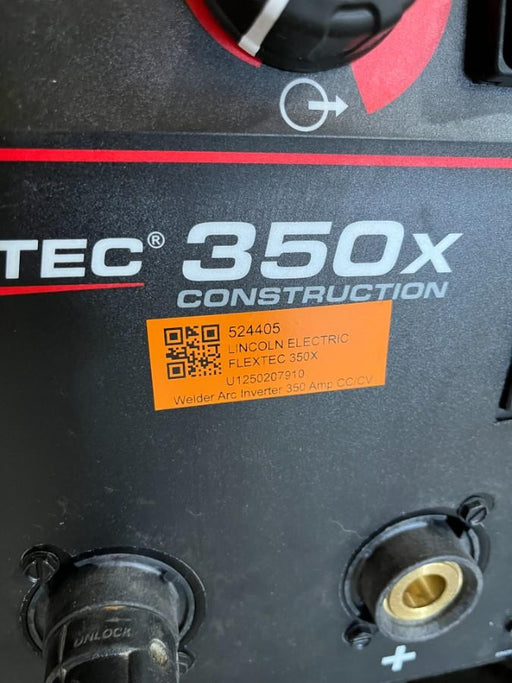 TEC® 350X
CONSTRUCTION
524405
LINCOLN ELECTRIC
FLEXTEC 350X
U1250207910
Welder Arc Inverter 350 Amp CC/CV
UNLOCK
+